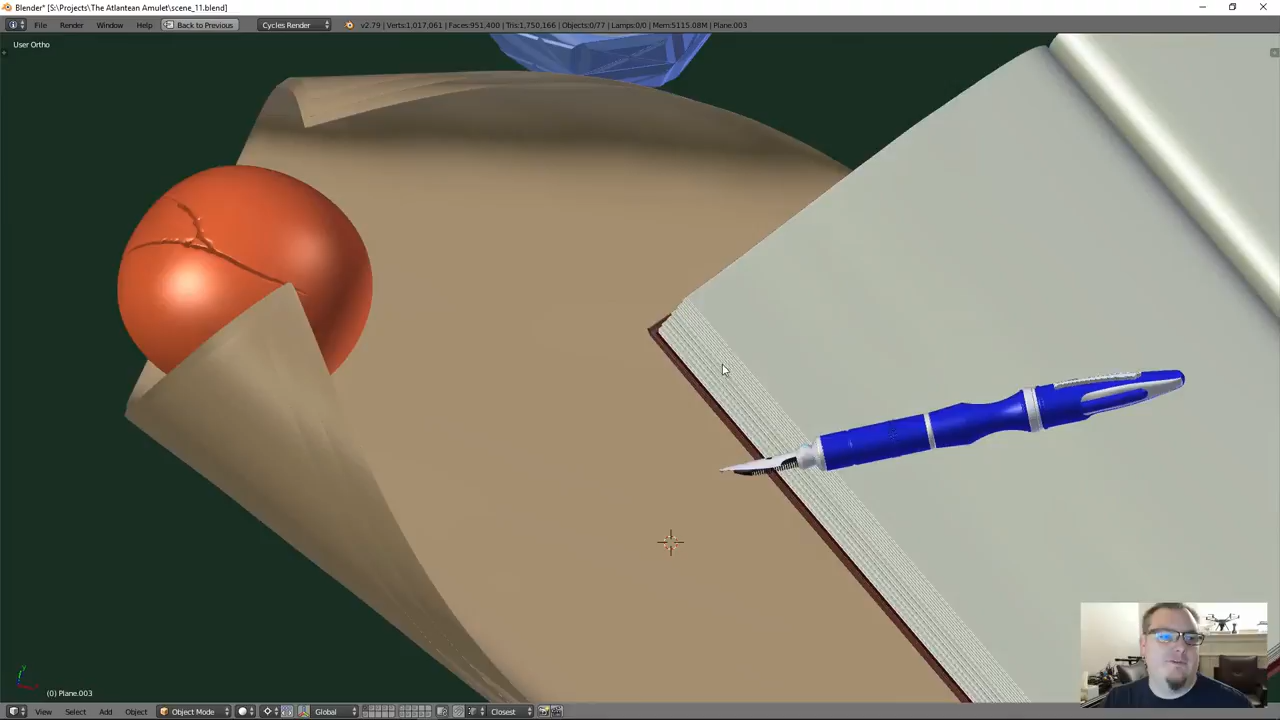 Blender* [S:\Projects\The Atlantean Amulet\scene_11.blend]
File Render Window Help Back to Previous Cycles Render v2.79 | Verts:1,017,061 | Faces:951,400 | Tris:1,750,166 | Objects:0/77 | Lamps:0/0 | Mem:5115.08M | Plane.003
User Ortho
(0) Plane.003
View Select Add Object Object Mode Global Closest